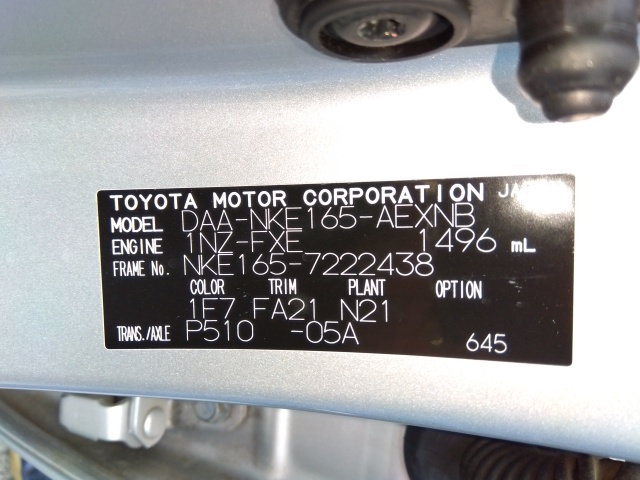 TOYOTA MOTOR CORPORATION
MODEL DAA-NKE165-AEXNB
ENGINE 1NZ-FXE 1496 mL
FRAME No. NKE165-7222438
COLOR TRIM PLANT OPTION
1F7 FA21 N21
TRANS./AXLE P510 -05A 645